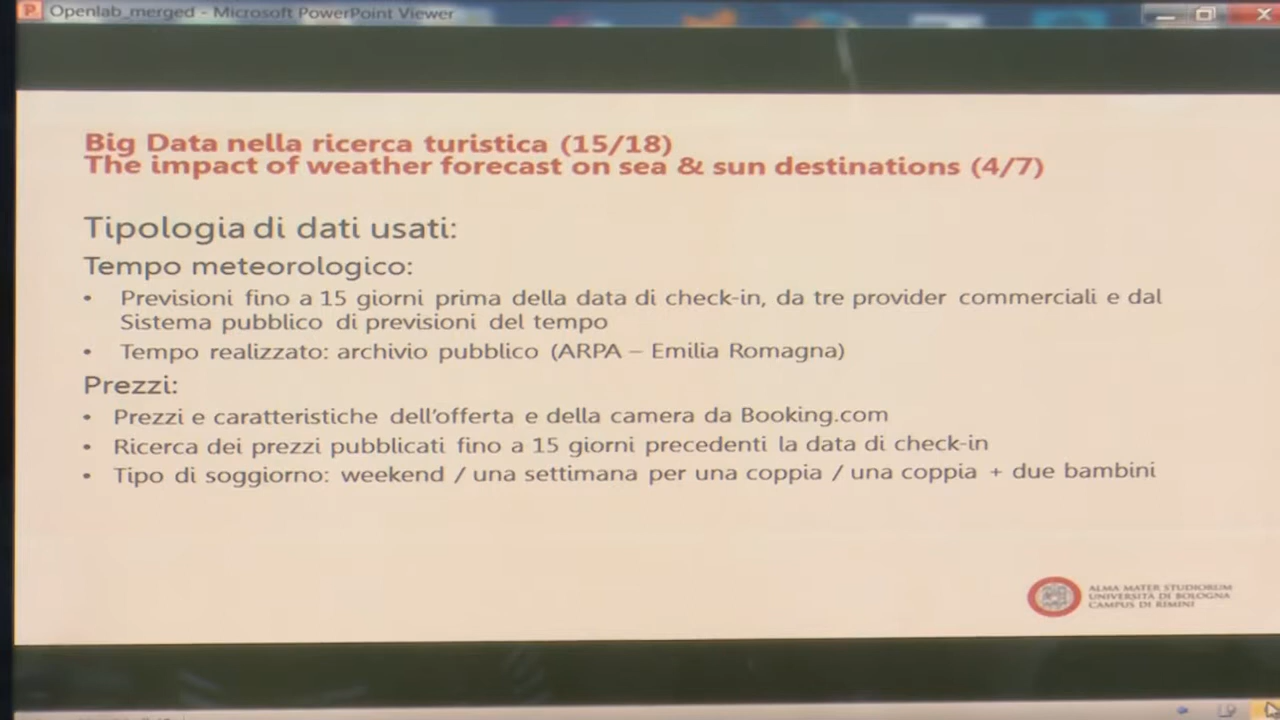 Openlab_merged - Microsoft PowerPoint Viewer
Big Data nella ricerca turistica (15/18)
The impact of weather forecast on sea & sun destinations (4/7)
Tipologia di dati usati:
Tempo meteorologico:
• Previsioni fino a 15 giorni prima della data di check-in, da tre provider commerciali e dal
Sistema pubblico di previsioni del tempo
• Tempo realizzato: archivio pubblico (ARPA – Emilia Romagna)
Prezzi:
• Prezzi e caratteristiche dell'offerta e della camera da Booking.com
• Ricerca dei prezzi pubblicati fino a 15 giorni precedenti la data di check-in
• Tipo di soggiorno: weekend / una settimana per una coppia / una coppia + due bambini
ALMA MATER STUDIORUM
UNIVERSITÀ DI BOLOGNA
CAMPUS DI RIMINI